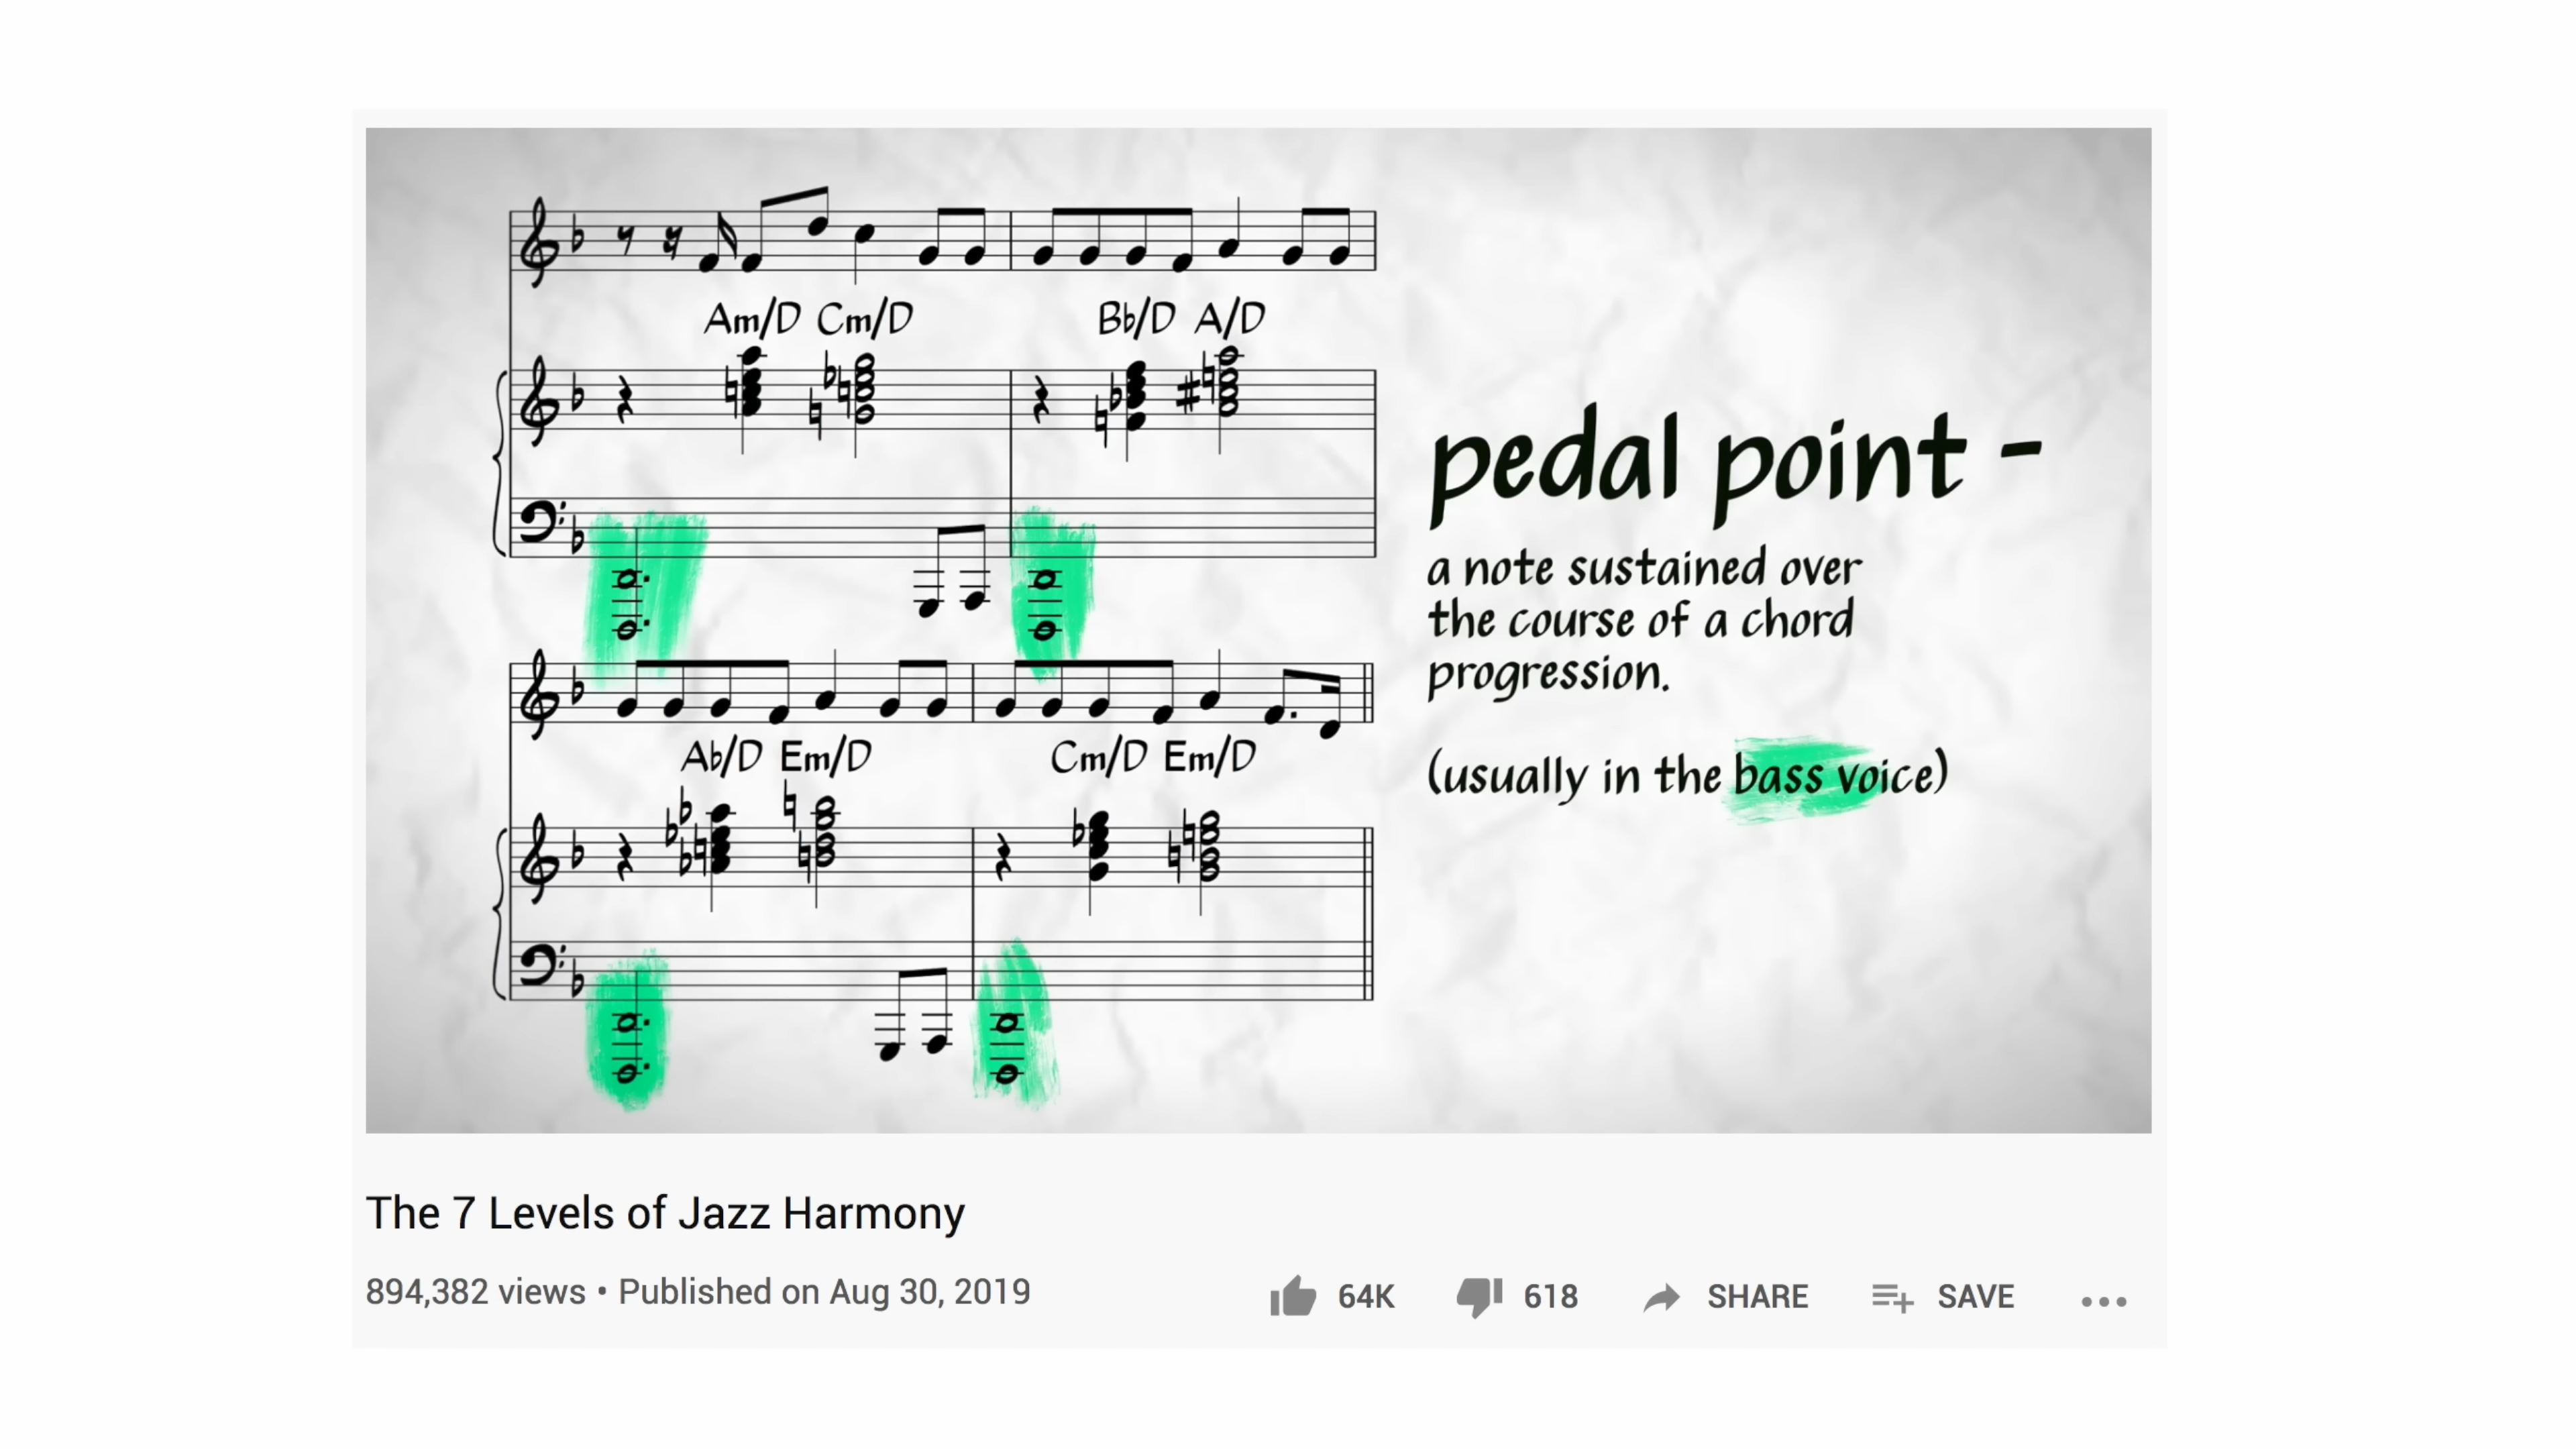 Am/D Cm/D Bb/D A/D
pedal point -
a note sustained over
the course of a chord
progression.
(usually in the bass voice)
Ab/D Em/D Cm/D Em/D
The 7 Levels of Jazz Harmony
894,382 views • Published on Aug 30, 2019
64K 618 SHARE SAVE